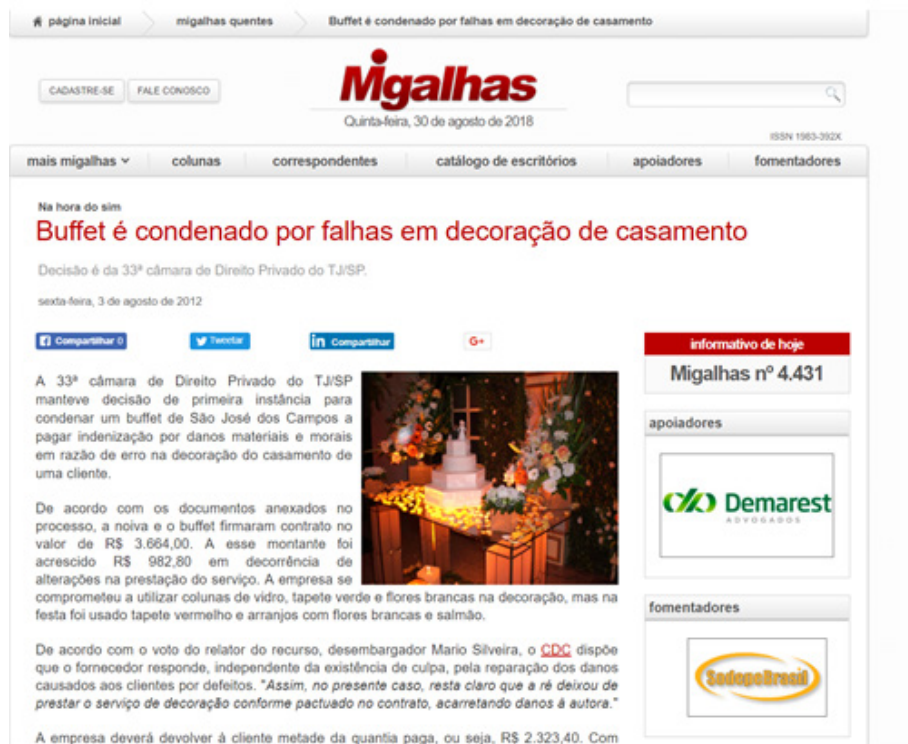 página inicial
migalhas quentes
Buffet é condenado por falhas em decoração de casamento
CADASTRE-SE
FALE CONOSCO
Migalhas
Quinta-feira, 30 de agosto de 2018
ISSN 1983-392X
mais migalhas
colunas
correspondentes
catálogo de escritórios
apoiadores
fomentadores
Na hora do sim
Buffet é condenado por falhas em decoração de casamento
Decisão é da 33ª câmara de Direito Privado do TJ/SP.
sexta-feira, 3 de agosto de 2012
Compartilhar 0
Tweetar
in Compartilhar
G+
A 33ª câmara de Direito Privado do TJ/SP
manteve decisão de primeira instância para
condenar um buffet de São José dos Campos a
pagar indenização por danos materiais e morais
em razão de erro na decoração do casamento de
uma cliente.
De acordo com os documentos anexados no
processo, a noiva e o buffet firmaram contrato no
valor de R$ 3.664,00. A esse montante foi
acrescido R$ 982,80 em decorrência de
alterações na prestação do serviço. A empresa se
comprometeu a utilizar colunas de vidro, tapete verde e flores brancas na decoração, mas na
festa foi usado tapete vermelho e arranjos com flores brancas e salmão.
De acordo com o voto do relator do recurso, desembargador Mario Silveira, o CDC dispõe
que o fornecedor responde, independente da existência de culpa, pela reparação dos danos
causados aos clientes por defeitos. "Assim, no presente caso, resta claro que a ré deixou de
prestar o serviço de decoração conforme pactuado no contrato, acarretando danos à autora."
A empresa deverá devolver à cliente metade da quantia paga, ou seja, R$ 2.323,40. Com
informativo de hoje
Migalhas nº 4.431
apoiadores
Demarest
ADVOGADOS
fomentadores
SedepeBrasil